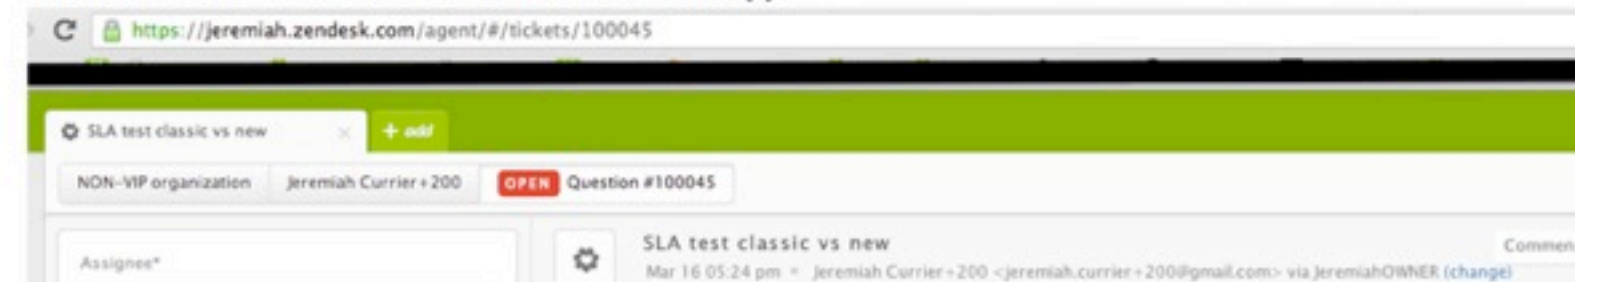 https://jeremiah.zendesk.com/agent/#/tickets/100045
SLA test classic vs new × + add
NON-VIP organization Jeremiah Currier+200 OPEN Question #100045
SLA test classic vs new
Assignee*
Mar 16 05:24 pm Jeremiah Currier+200 <jeremiah.currier+200@gmail.com> via JeremiahOWNER (change)